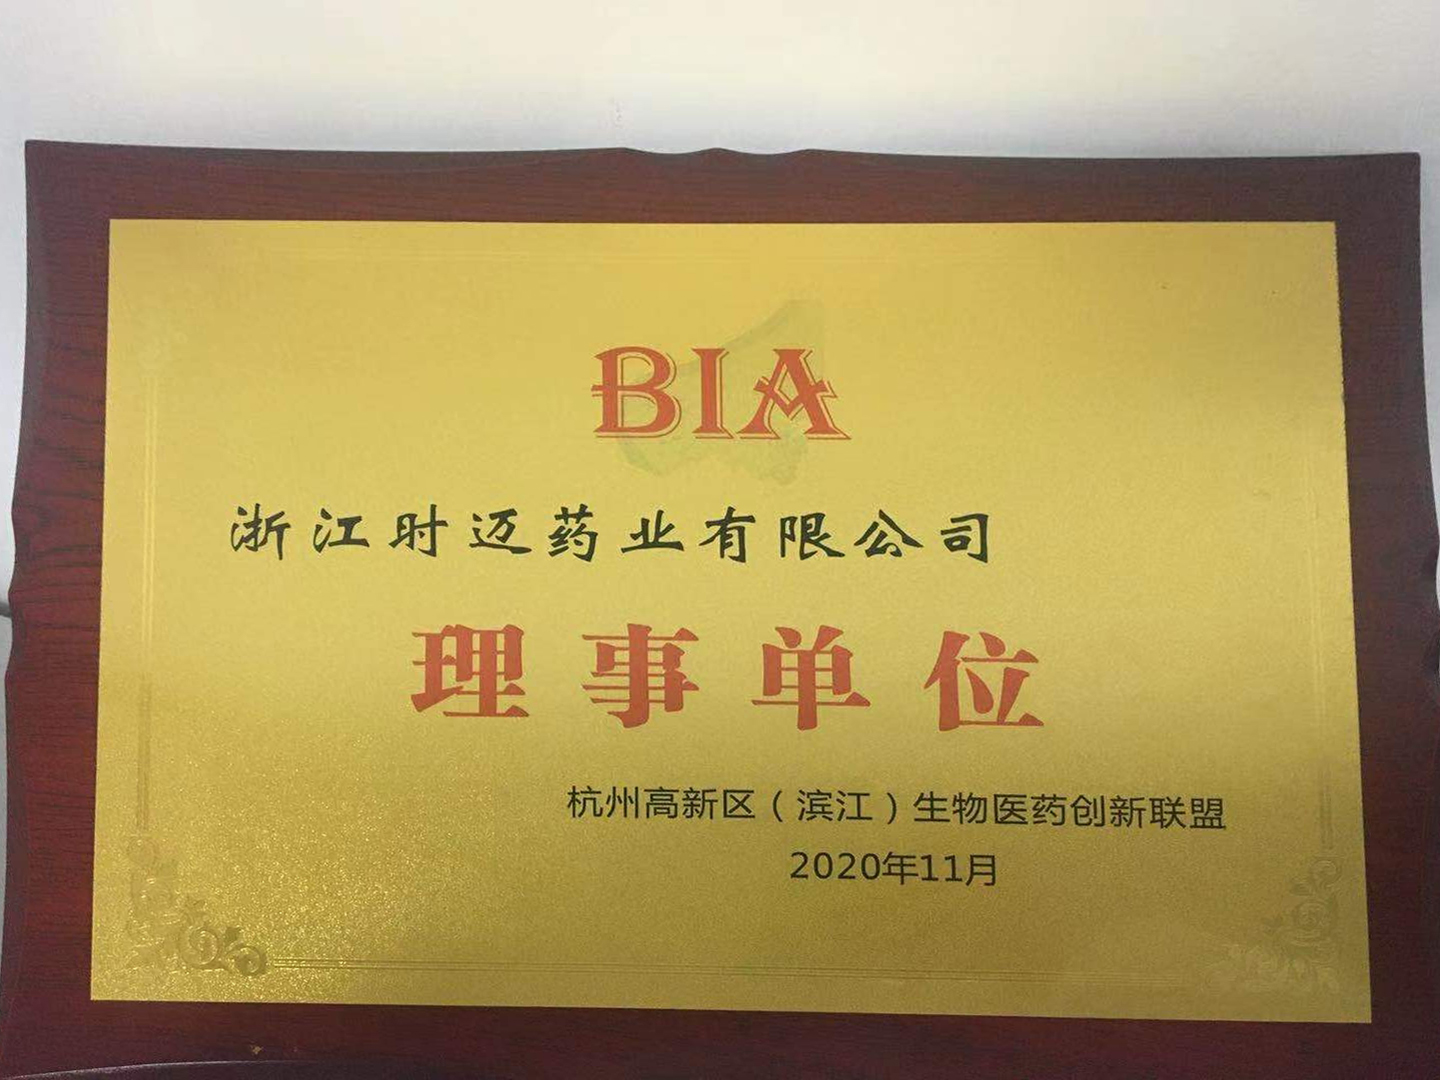 BIA
浙江时迈药业有限公司
理事单位
杭州高新区（滨江）生物医药创新联盟
2020年11月